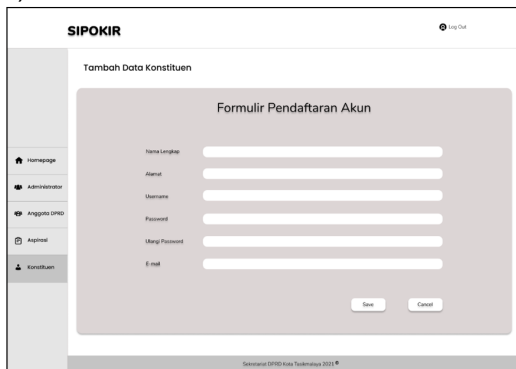 SIPOKIR
Log Out
Tambah Data Konstituen
Formulir Pendaftaran Akun
Nama Lengkap
Alamat
Username
Password
Ulangi Password
E-mail
Save Cancel
Homepage
Administrator
Anggota DPRD
Aspirasi
Konstituen
Sekretariat DPRD Kota Tasikmalaya 2021 ©